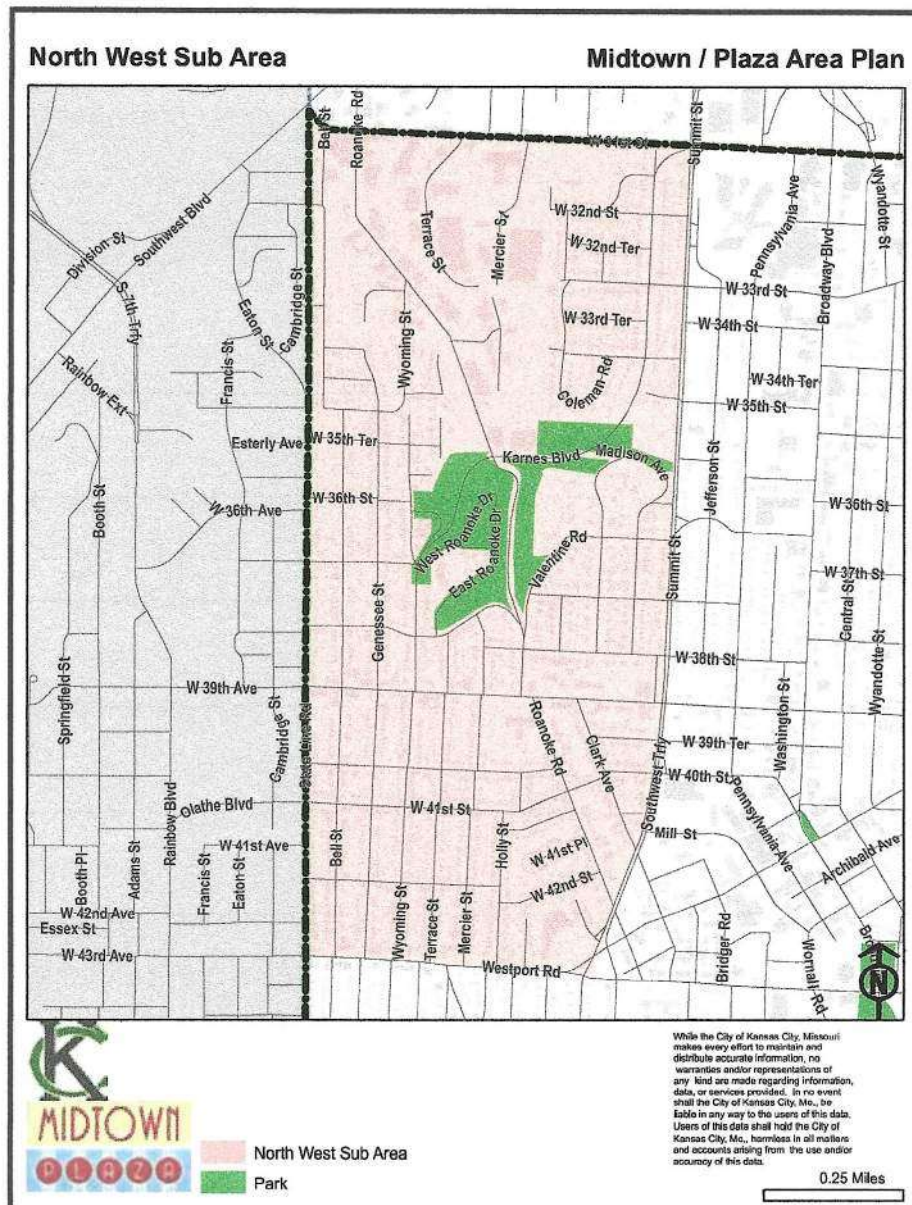 North West Sub Area
Midtown / Plaza Area Plan
Bell St
Roanoke Rd
W 31st St
Summit St
Wyandotte St
Southwest Blvd
Division St
Terrace St
Mercier St
W 32nd St
W 32nd Ter
Pennsylvania Ave
Broadway Blvd
S 7th Trfy
Eaton St
Cambridge St
W 33rd St
W 33rd Ter
W 34th St
Wyoming St
Rainbow Ext
Francis St
Coleman Rd
W 34th Ter
W 35th St
Esterly Ave
W 35th Ter
Karnes Blvd
Madison Ave
Jefferson St
Booth St
W 36th Ave
W 36th St
West Roanoke Dr
East Roanoke Dr
Valentine Rd
W 36th St
Summit St
W 37th St
Central St
Genessee St
Wyandotte St
Springfield St
W 38th St
W 39th Ave
Cambridge St
State Line Rd
Roanoke Rd
Clark Ave
Washington St
W 39th Ter
W 40th St
Southwest Trfy
Rainbow Blvd
Olathe Blvd
W 41st St
Mill St
Pennsylvania Ave
Archibald Ave
W 41st Ave
Bell St
Holly St
W 41st Pl
W 42nd St
Booth Pl
Adams St
Francis St
Eaton St
W 42nd Ave
Essex St
W 43rd Ave
Wyoming St
Terrace St
Mercier St
Westport Rd
Bridger Rd
Wornall Rd
N
KC
MIDTOWN
PLAZA
North West Sub Area
Park
While the City of Kansas City, Missouri
makes every effort to maintain and
distribute accurate information, no
warranties and/or representations of
any kind are made regarding information,
data, or services provided. In no event
shall the City of Kansas City, Mo., be
liable in any way to the users of this data.
Users of this data shall hold the City of
Kansas City, Mo., harmless in all matters
and accounts arising from the use and/or
accuracy of this data.
0.25 Miles